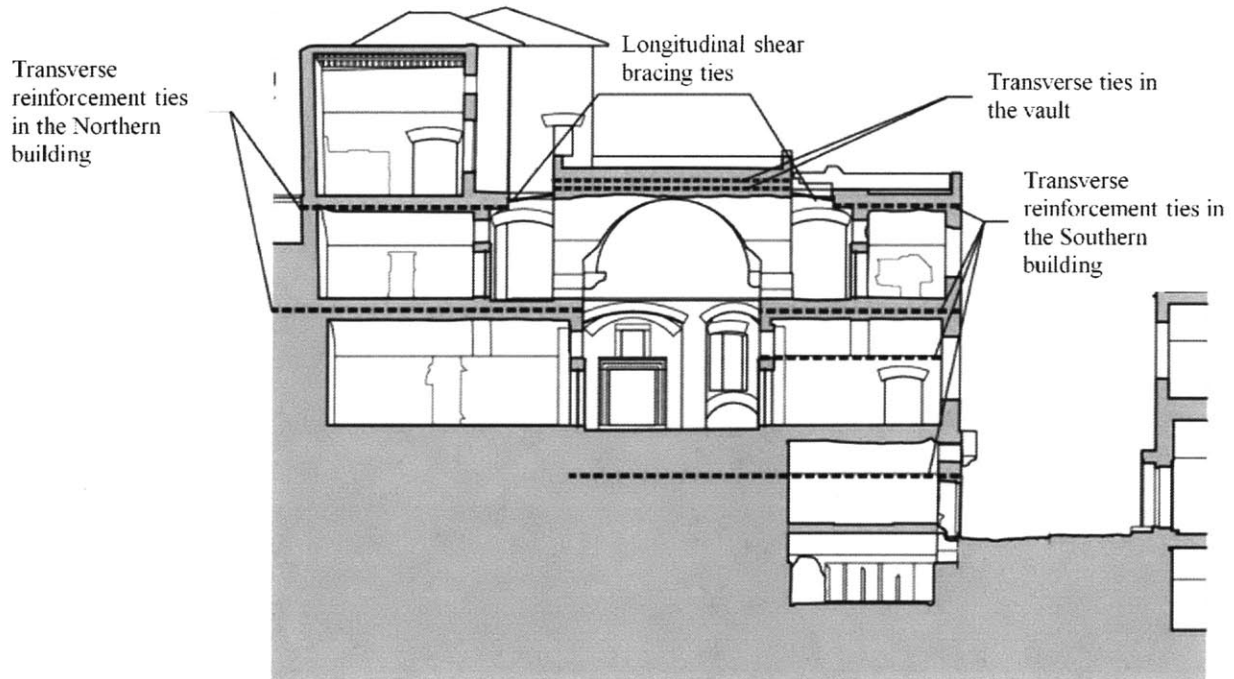 Transverse
reinforcement ties
in the Northern
building
Longitudinal shear
bracing ties
Transverse ties in
the vault
Transverse
reinforcement ties in
the Southern
building